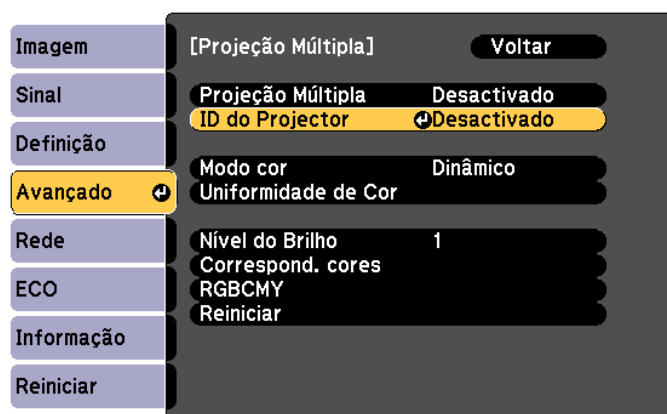 Imagem
Sinal
Definição
Avançado
Rede
ECO
Informação
Reiniciar
[Projeção Múltipla] Voltar
Projeção Múltipla Desactivado
ID do Projector Desactivado
Modo cor Dinâmico
Uniformidade de Cor
Nível do Brilho 1
Correspond. cores
RGBCMY
Reiniciar